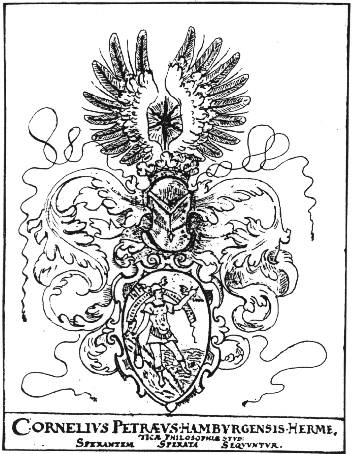 CORNELIVS PETRÆVS·HAMBVRGENSIS·HERME,
TICÆ PHILOSOPHIÆ STVD:
SPERANTEM SPERATA SEQVVNTVR.